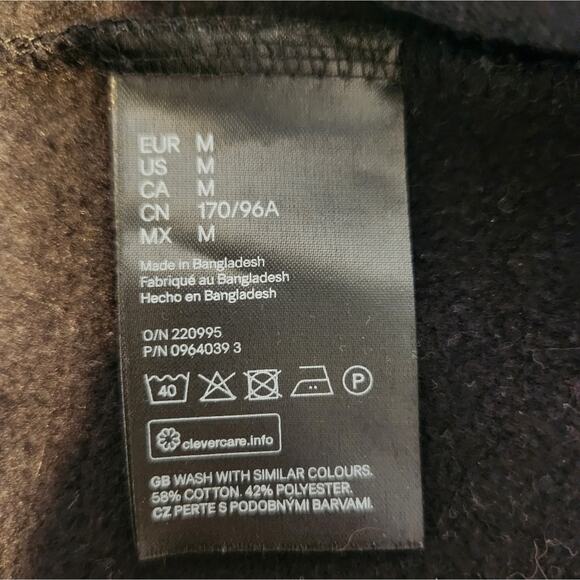 EUR M
US M
CA M
CN 170/96A
MX M
Made in Bangladesh
Fabriqué au Bangladesh
Hecho en Bangladesh
O/N 220995
P/N 0964039 3
40 P
clevercare.info
GB WASH WITH SIMILAR COLOURS.
58% COTTON. 42% POLYESTER.
CZ PERTE S PODOBNÝMI BARVAMI.